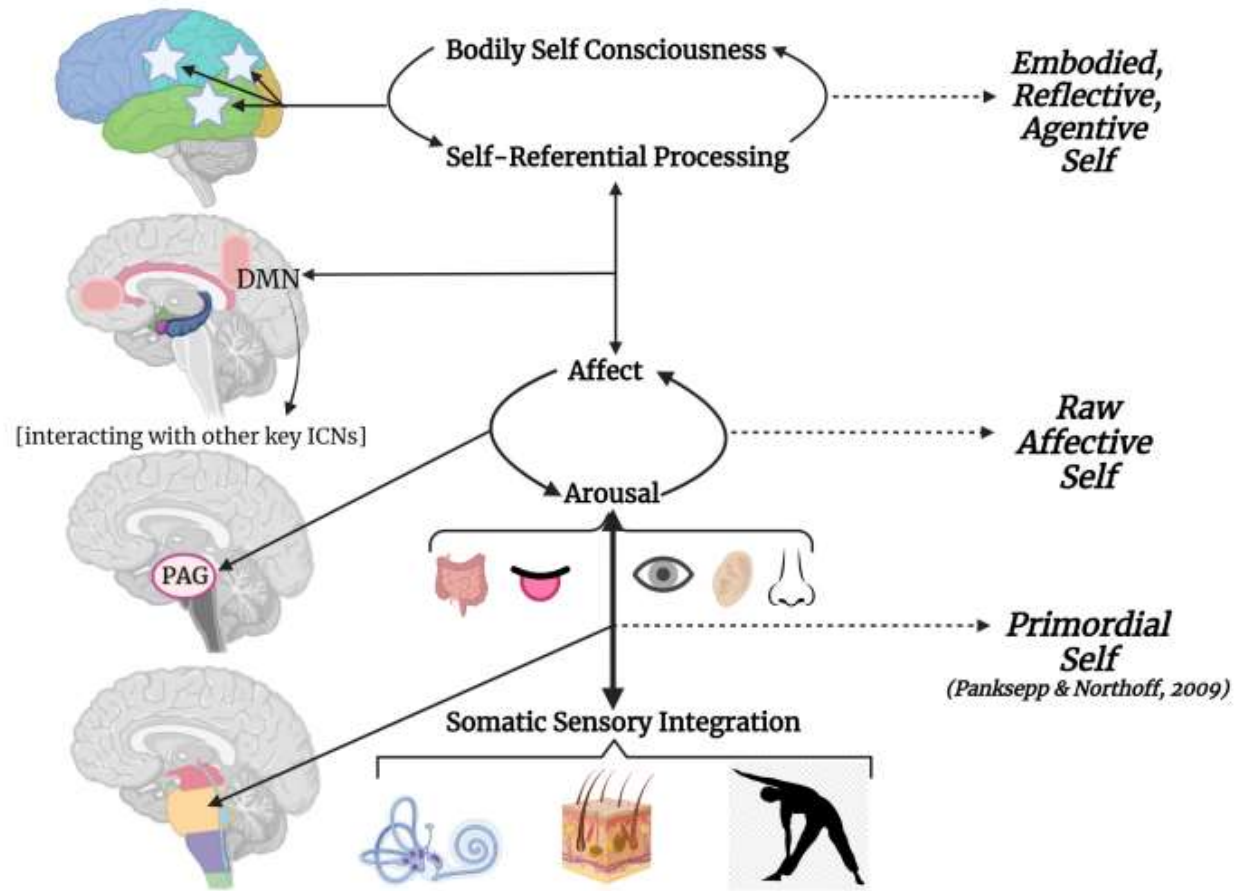 Bodily Self Consciousness
Embodied,
Reflective,
Agentive
Self
Self-Referential Processing
DMN
Affect
[interacting with other key ICNs]
Raw
Affective
Self
Arousal
PAG
Primordial
Self
(Panksepp & Northoff, 2009)
Somatic Sensory Integration